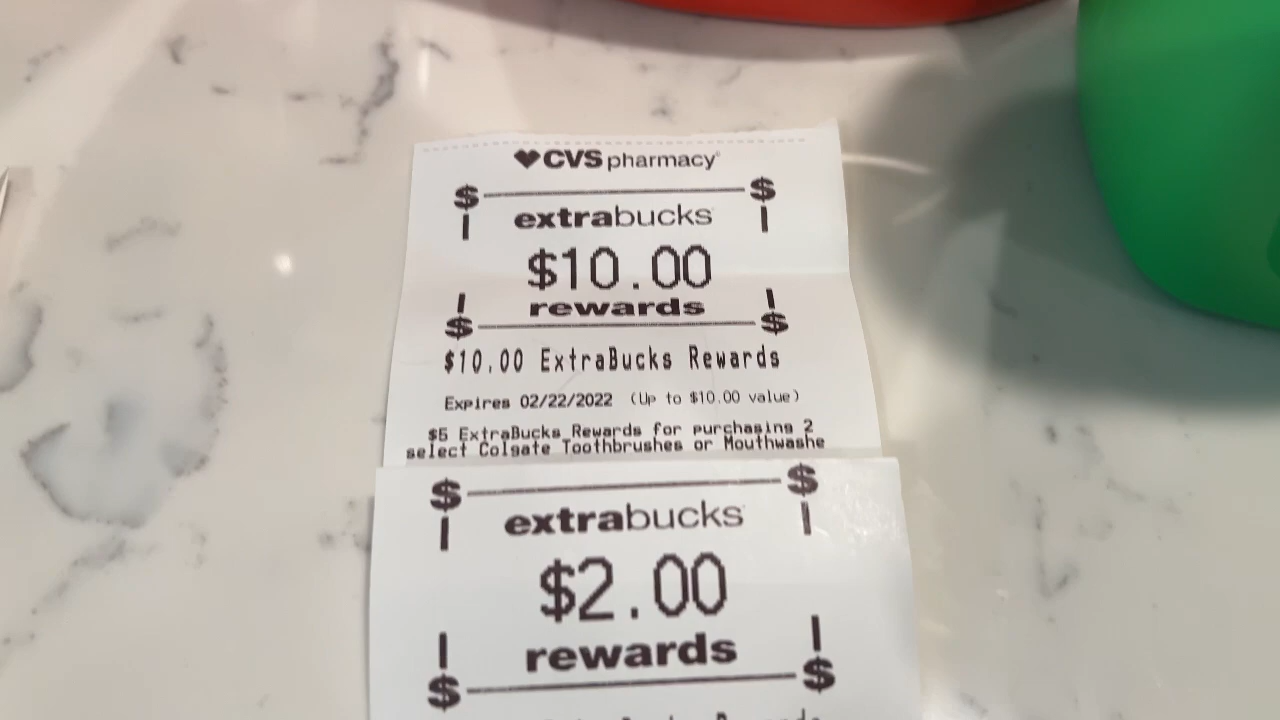 CVS pharmacy
$ $
extrabucks
$10.00
rewards
$ $
$10.00 ExtraBucks Rewards
Expires 02/22/2022 (Up to $10.00 value)
$5 ExtraBucks Rewards for purchasing 2
select Colgate Toothbrushes or Mouthwashe
$ $
extrabucks
$2.00
rewards
$ $